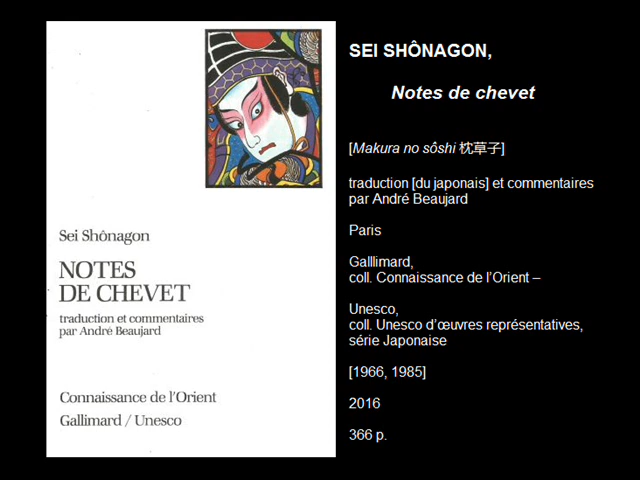 Sei Shônagon
NOTES
DE CHEVET
traduction et commentaires
par André Beaujard
Connaissance de l'Orient
Gallimard / Unesco
SEI SHÔNAGON,
Notes de chevet
[Makura no sôshi 枕草子]
traduction [du japonais] et commentaires
par André Beaujard
Paris
Galllimard,
coll. Connaissance de l'Orient –
Unesco,
coll. Unesco d'œuvres représentatives,
série Japonaise
[1966, 1985]
2016
366 p.